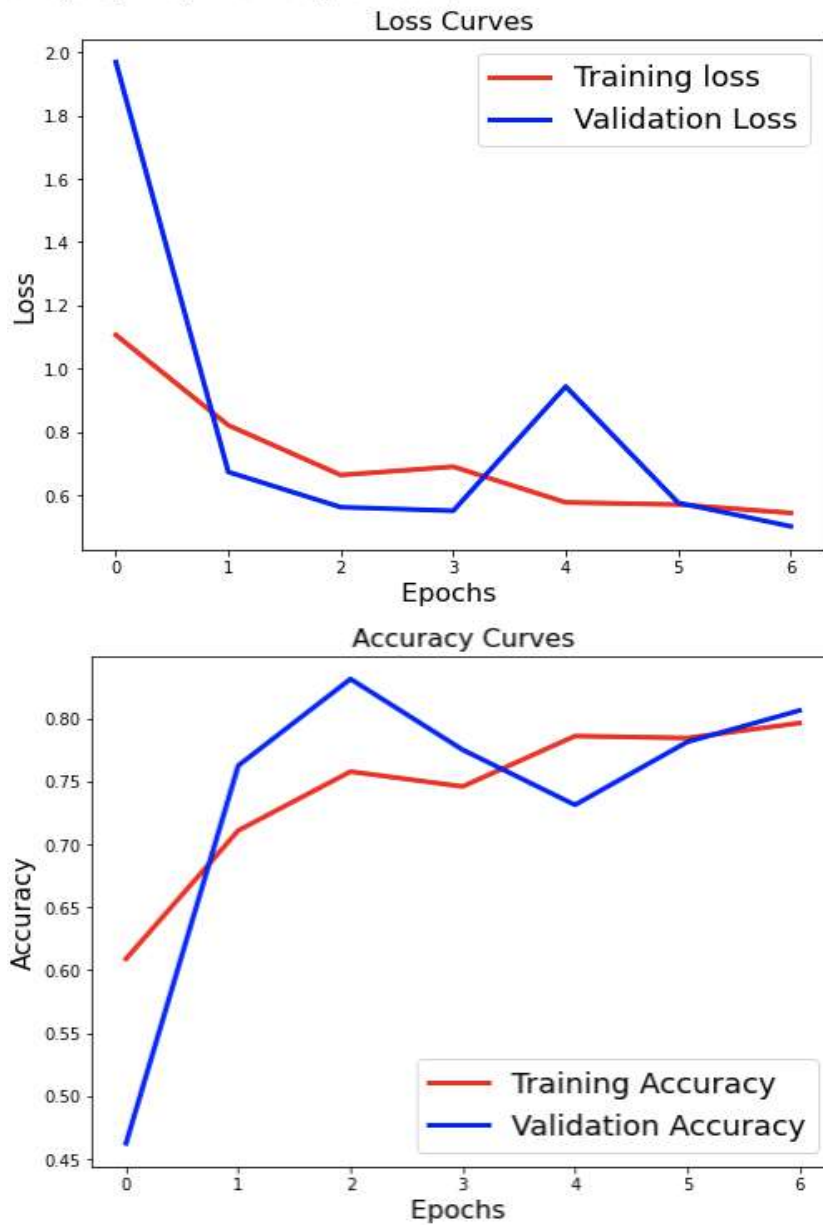 Loss Curves
Training loss
Validation Loss
2.0
1.8
1.6
1.4
1.2
1.0
0.8
0.6
Loss
0 1 2 3 4 5 6
Epochs
Accuracy Curves
0.80
0.75
0.70
0.65
0.60
0.55
0.50
0.45
Accuracy
Training Accuracy
Validation Accuracy
0 1 2 3 4 5 6
Epochs